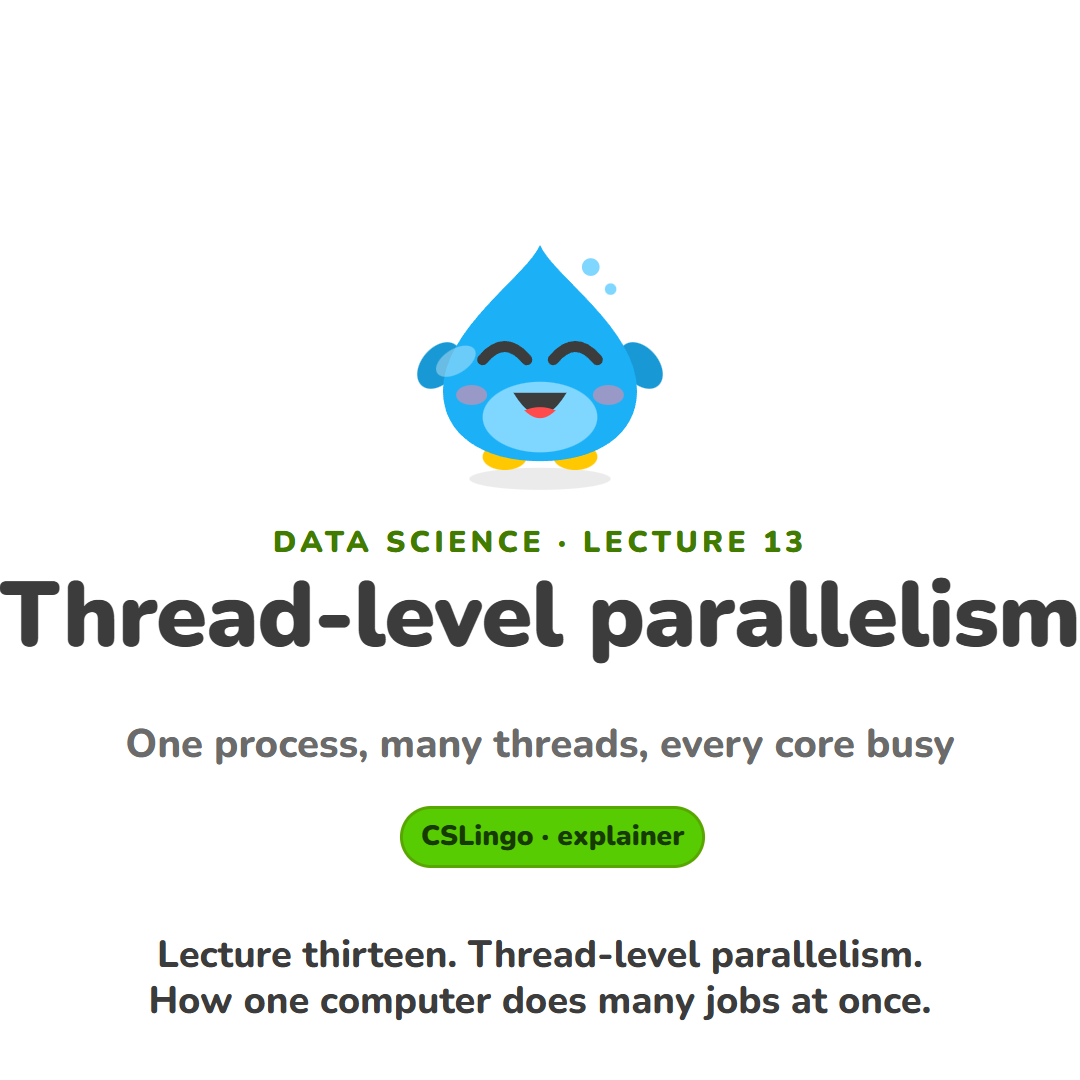 DATA SCIENCE · LECTURE 13
Thread-level parallelism
One process, many threads, every core busy
CSLingo · explainer
Lecture thirteen. Thread-level parallelism.
How one computer does many jobs at once.